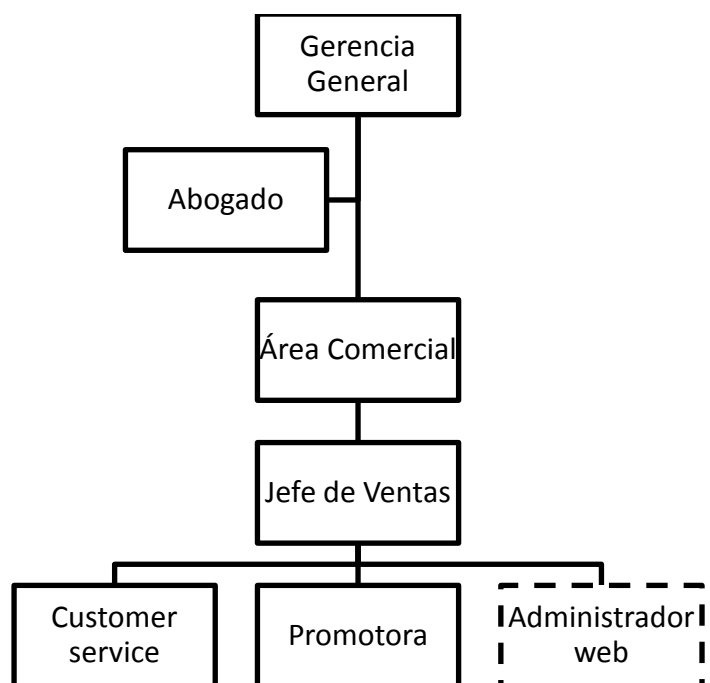 Gerencia
General
Abogado
Área Comercial
Jefe de Ventas
Customer
service
Promotora
Administrador
web